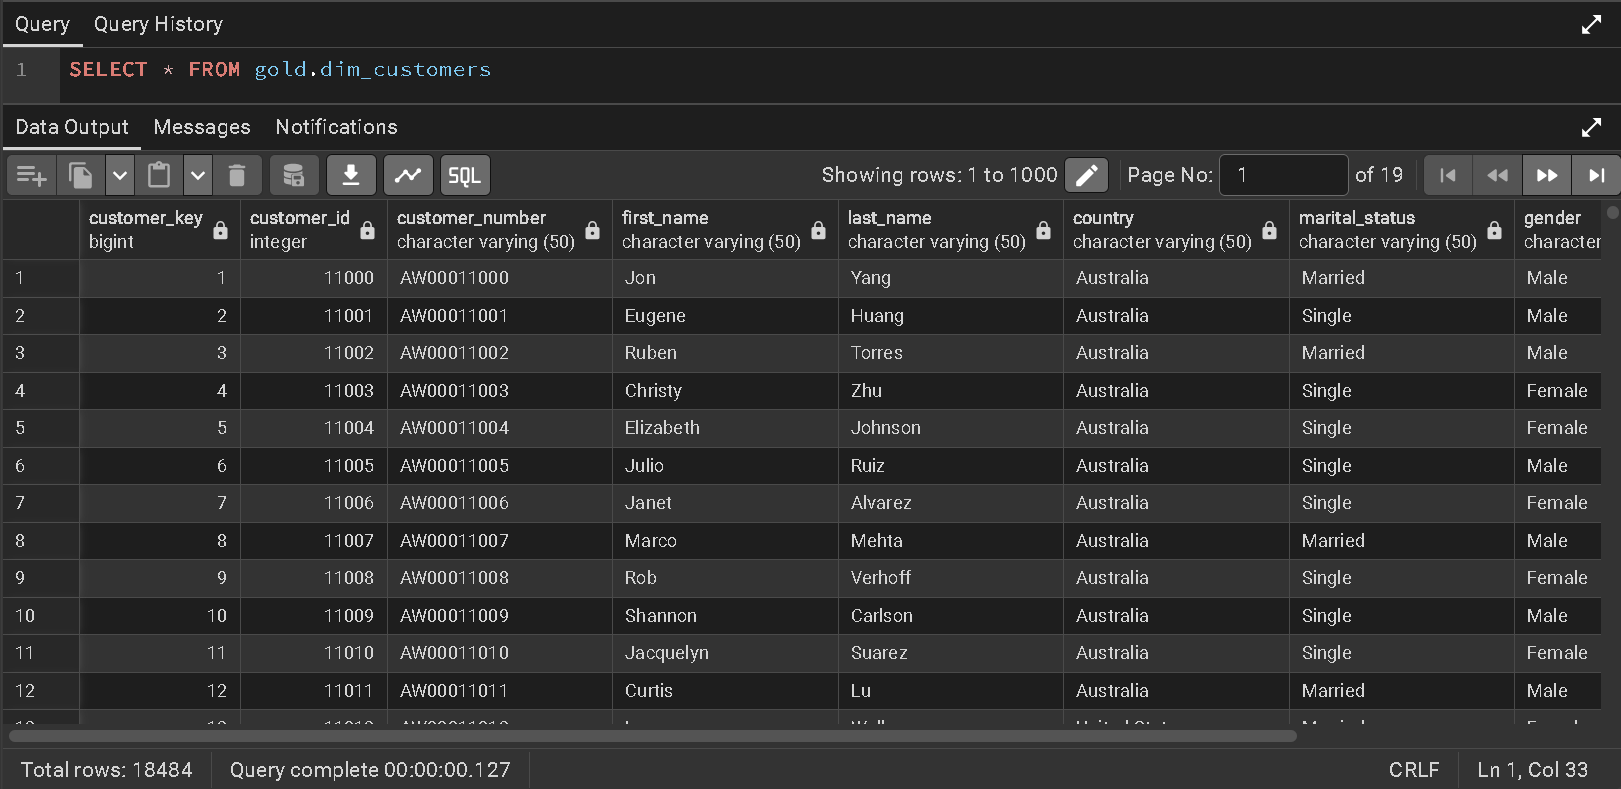 Query Query History
1 SELECT * FROM gold.dim_customers
Data Output Messages Notifications
SQL Showing rows: 1 to 1000 Page No: 1 of 19
customer_key customer_id customer_number first_name last_name country marital_status gender
bigint integer character varying (50) character varying (50) character varying (50) character varying (50) character varying (50) character
1 1 11000 AW00011000 Jon Yang Australia Married Male
2 2 11001 AW00011001 Eugene Huang Australia Single Male
3 3 11002 AW00011002 Ruben Torres Australia Married Male
4 4 11003 AW00011003 Christy Zhu Australia Single Female
5 5 11004 AW00011004 Elizabeth Johnson Australia Single Female
6 6 11005 AW00011005 Julio Ruiz Australia Single Male
7 7 11006 AW00011006 Janet Alvarez Australia Single Female
8 8 11007 AW00011007 Marco Mehta Australia Married Male
9 9 11008 AW00011008 Rob Verhoff Australia Single Female
10 10 11009 AW00011009 Shannon Carlson Australia Single Male
11 11 11010 AW00011010 Jacquelyn Suarez Australia Single Female
12 12 11011 AW00011011 Curtis Lu Australia Married Male
Total rows: 18484 Query complete 00:00:00.127 CRLF Ln 1, Col 33